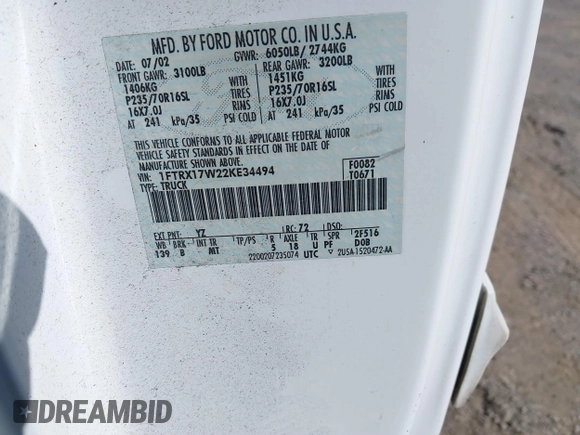 MFD. BY FORD MOTOR CO. IN U.S.A.
DATE: 07/02 GVWR: 6050LB/ 2744KG
FRONT GAWR: 3100LB REAR GAWR: 3200LB
1406KG WITH 1451KG WITH
P235/70R16SL TIRES P235/70R16SL TIRES
16X7.0J RIMS 16X7.0J RIMS
AT 241 kPa/35 PSI COLD AT 241 kPa/35 PSI COLD
THIS VEHICLE CONFORMS TO ALL APPLICABLE FEDERAL MOTOR
VEHICLE SAFETY STANDARDS IN EFFECT ON THE DATE OF
MANUFACTURE SHOWN ABOVE.
VIN: 1FTRX17W22KE34494 F0082
TYPE: TRUCK T0671
EXT PNT: YZ RC: 72 DSO:
WB BRK INT TR TP/PS R AXLE TR SPR 2F516
139 B MT 5 18 U PF D0B
2200207235074 UTC 2U5A-1520472-AA
DREAMBID